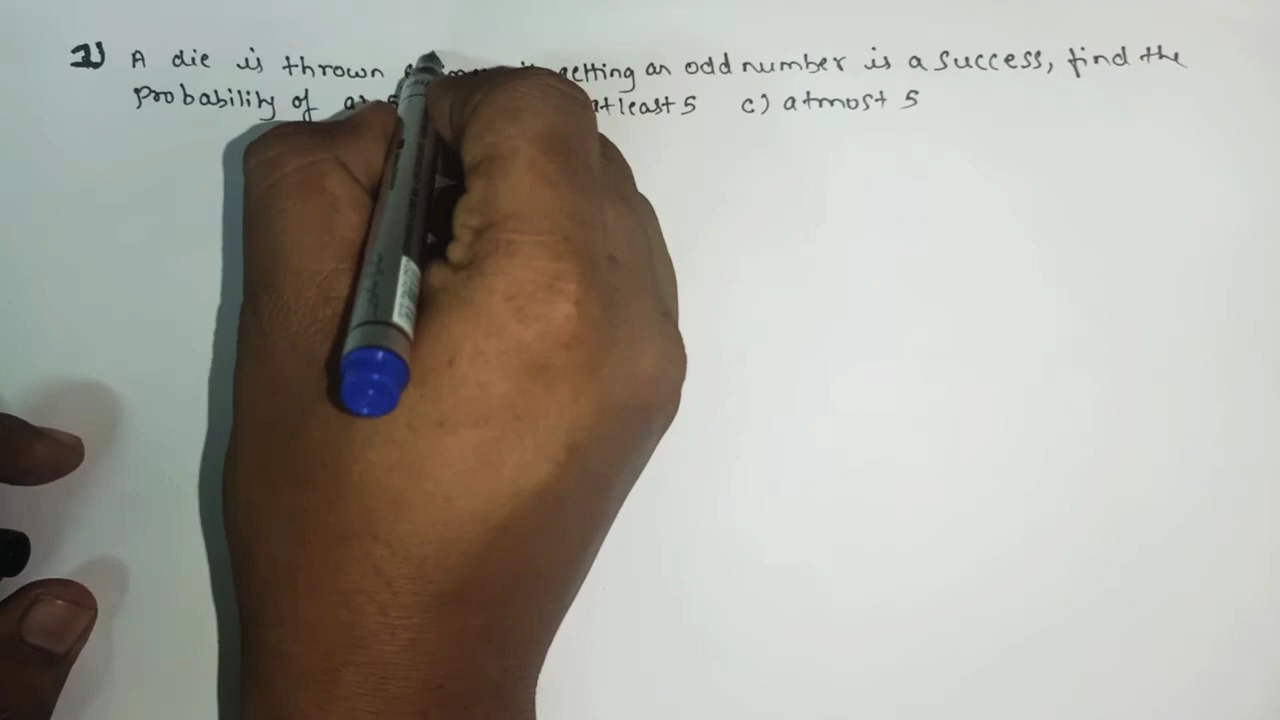 2) A die is thrown getting an odd number is a success, find the
probability of atleast 5 c) atmost 5